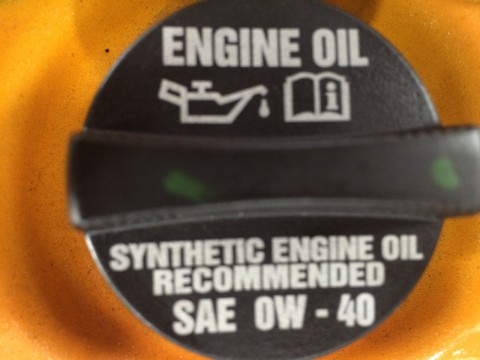 ENGINE OIL
i
SYNTHETIC ENGINE OIL
RECOMMENDED
SAE 0W - 40